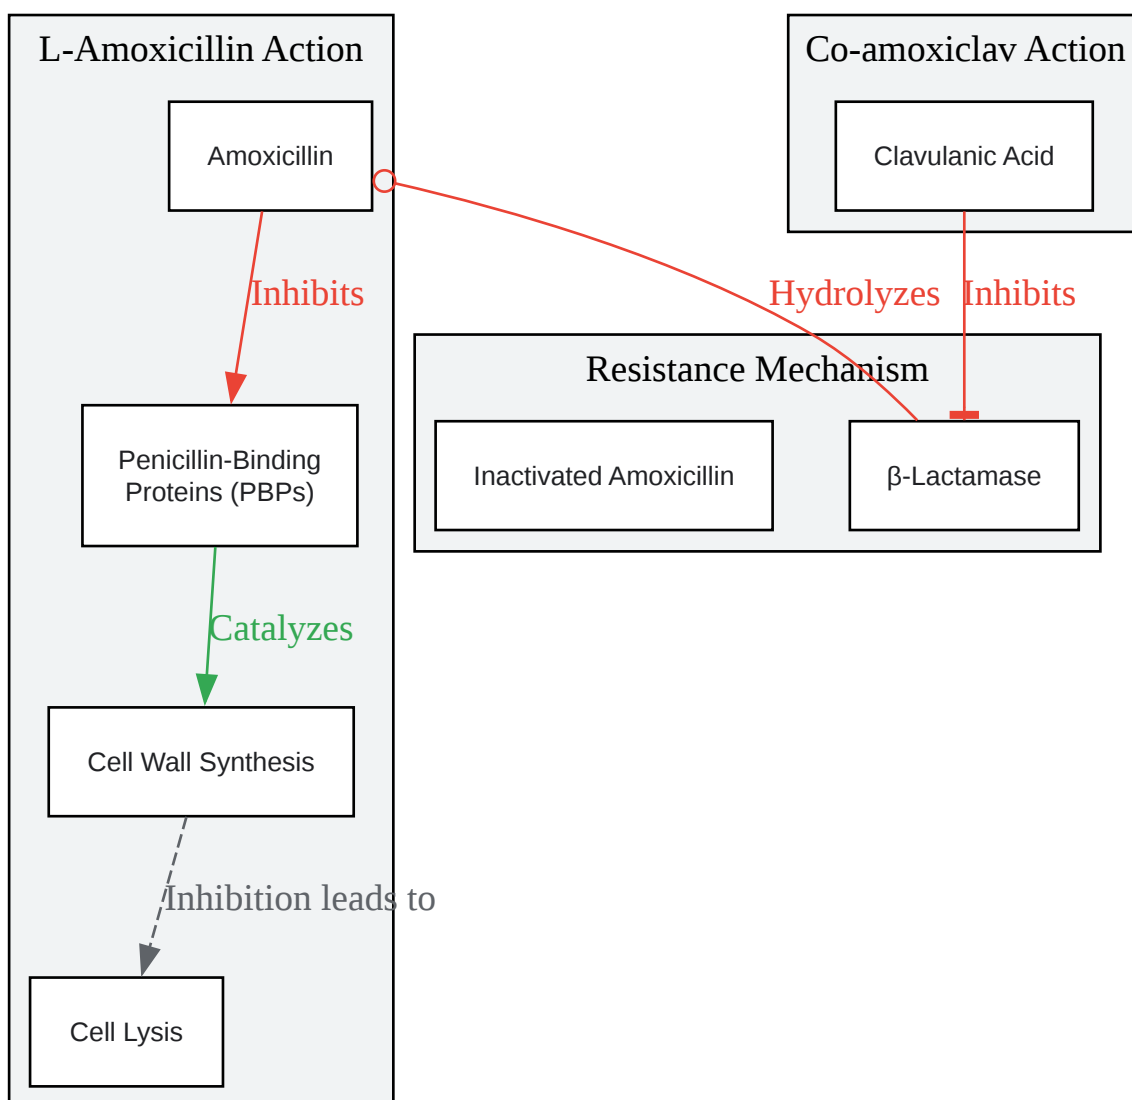 L-Amoxicillin Action
Co-amoxiclav Action
Amoxicillin
Clavulanic Acid
Inhibits
Hydrolyzes
Inhibits
Resistance Mechanism
Penicillin-Binding
Proteins (PBPs)
Inactivated Amoxicillin
β-Lactamase
Catalyzes
Cell Wall Synthesis
Inhibition leads to
Cell Lysis